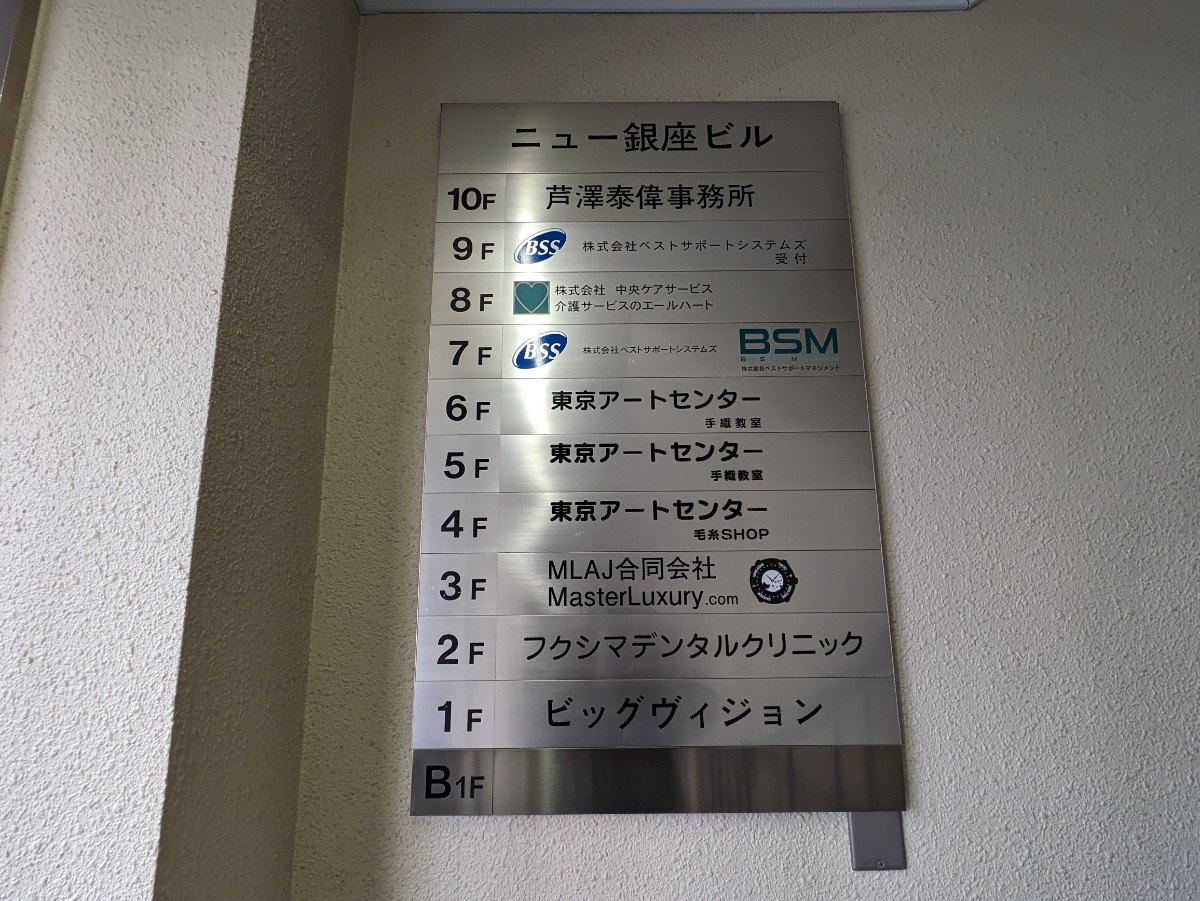 ニュー銀座ビル
10F 芦澤泰偉事務所
9F BSS 株式会社ベストサポートシステムズ
受付
8F 株式会社 中央ケアサービス
介護サービスのエールハート
7F BSS 株式会社ベストサポートシステムズ BSM
B S M
株式会社ベストサポートマネジメント
6F 東京アートセンター
手織教室
5F 東京アートセンター
手織教室
4F 東京アートセンター
毛糸SHOP
3F MLAJ合同会社
MasterLuxury.com
2F フクシマデンタルクリニック
1F ビッグヴィジョン
B1F